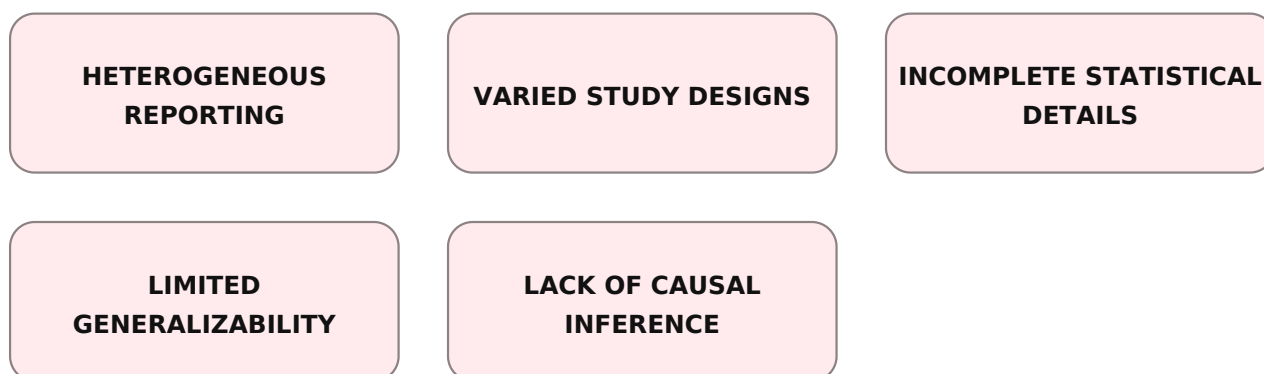 HETEROGENEOUS
REPORTING
VARIED STUDY DESIGNS
INCOMPLETE STATISTICAL
DETAILS
LIMITED
GENERALIZABILITY
LACK OF CAUSAL
INFERENCE